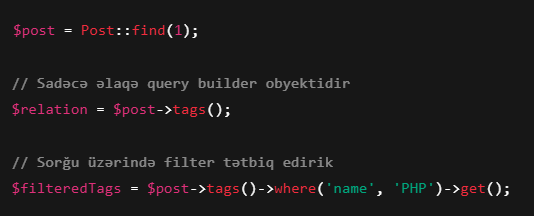 $post = Post::find(1);
// Sadəcə əlaqə query builder obyektidir
$relation = $post->tags();
// Sorğu üzərində filter tətbiq edirik
$filteredTags = $post->tags()->where('name', 'PHP')->get();